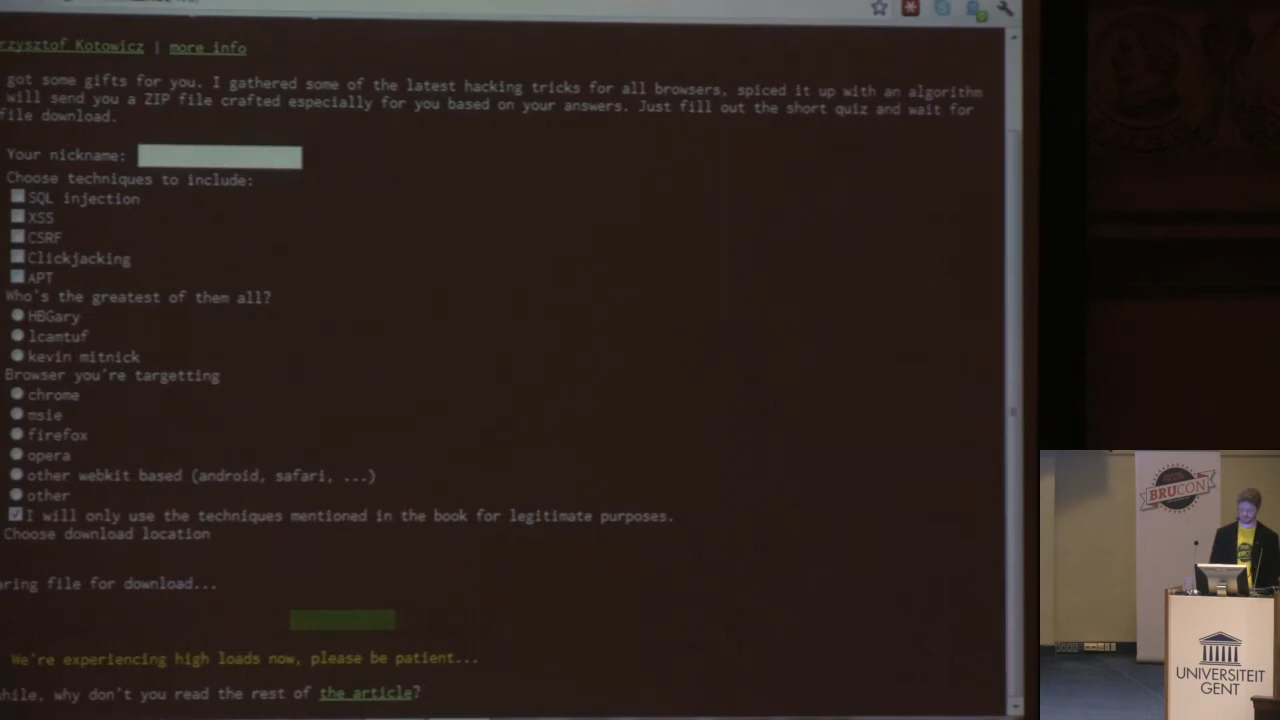 rzysztof Kotowicz | more info
got some gifts for you. I gathered some of the latest hacking tricks for all browsers, spiced it up with an algorithm
will send you a ZIP file crafted especially for you based on your answers. Just fill out the short quiz and wait for
file download.
Your nickname:
Choose techniques to include:
SQL injection
XSS
CSRF
Clickjacking
APT
Who's the greatest of them all?
HBGary
lcamtuf
kevin mitnick
Browser you're targetting
chrome
msie
firefox
opera
other webkit based (android, safari, ...)
other
I will only use the techniques mentioned in the book for legitimate purposes.
Choose download location
aring file for download...
We're experiencing high loads now, please be patient...
hile, why don't you read the rest of the article?
BRUCON
UNIVERSITEIT
GENT